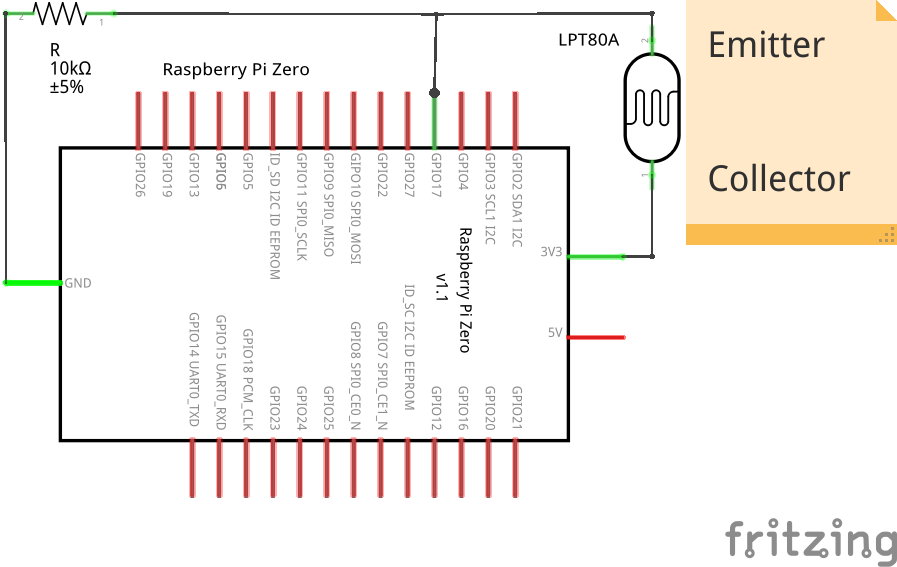 2
1
R
10kΩ
±5%
Raspberry Pi Zero
LPT80A
2
1
Emitter
Collector
GPIO26
GPIO19
GPIO13
GPIO6
GPIO5
ID_SD I2C ID EEPROM
GPIO11 SPI0_SCLK
GPIO9 SPI0_MISO
GIPO10 SPI0_MOSI
GPIO22
GPIO27
GPIO17
GPIO4
GPIO3 SCL1 I2C
GPIO2 SDA1 I2C
3V3
GND
Raspberry Pi Zero
v1.1
5V
GPIO14 UART0_TXD
GPIO15 UART0_RXD
GPIO18 PCM_CLK
GPIO23
GPIO24
GPIO25
GPIO8 SPI0_CE0_N
GPIO7 SPI0_CE1_N
ID_SC I2C ID EEPROM
GPIO12
GPIO16
GPIO20
GPIO21
fritzing